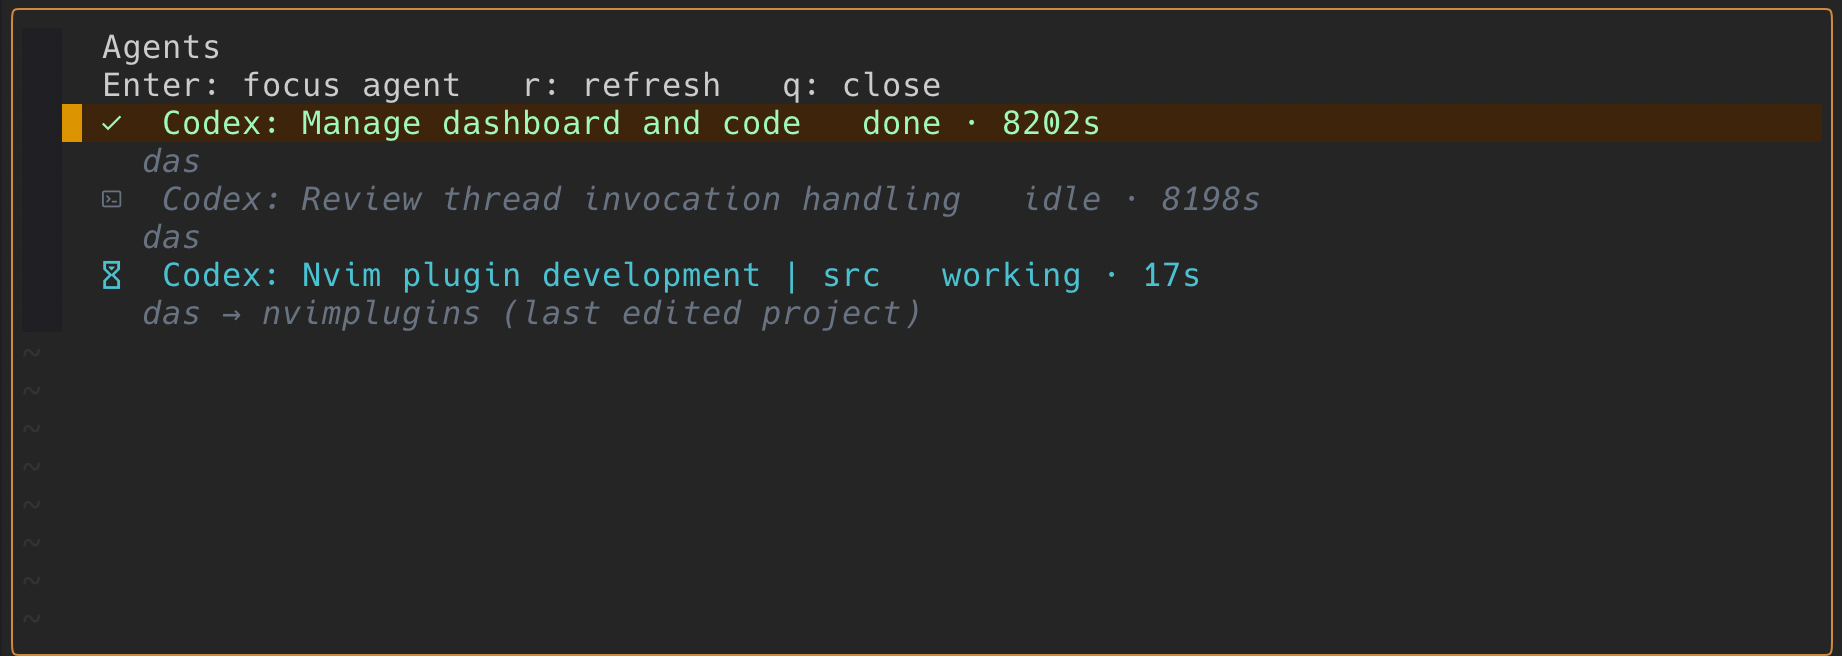 Agents
Enter: focus agent   r: refresh   q: close
✓  Codex: Manage dashboard and code   done · 8202s
das
Codex: Review thread invocation handling   idle · 8198s
das
Codex: Nvim plugin development | src   working · 17s
das → nvimplugins (last edited project)
~
~
~
~
~
~
~
~